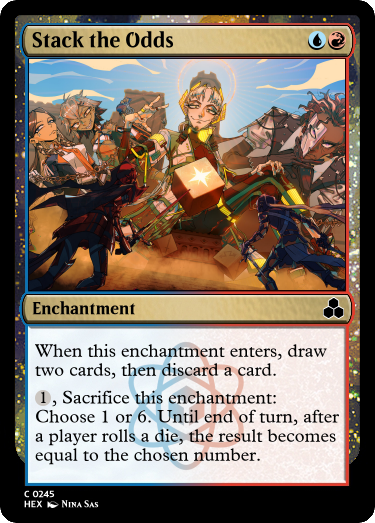 Stack the Odds
Enchantment
When this enchantment enters, draw
two cards, then discard a card.
1, Sacrifice this enchantment:
Choose 1 or 6. Until end of turn, after
a player rolls a die, the result becomes
equal to the chosen number.
C 0245
HEX Nina Sas